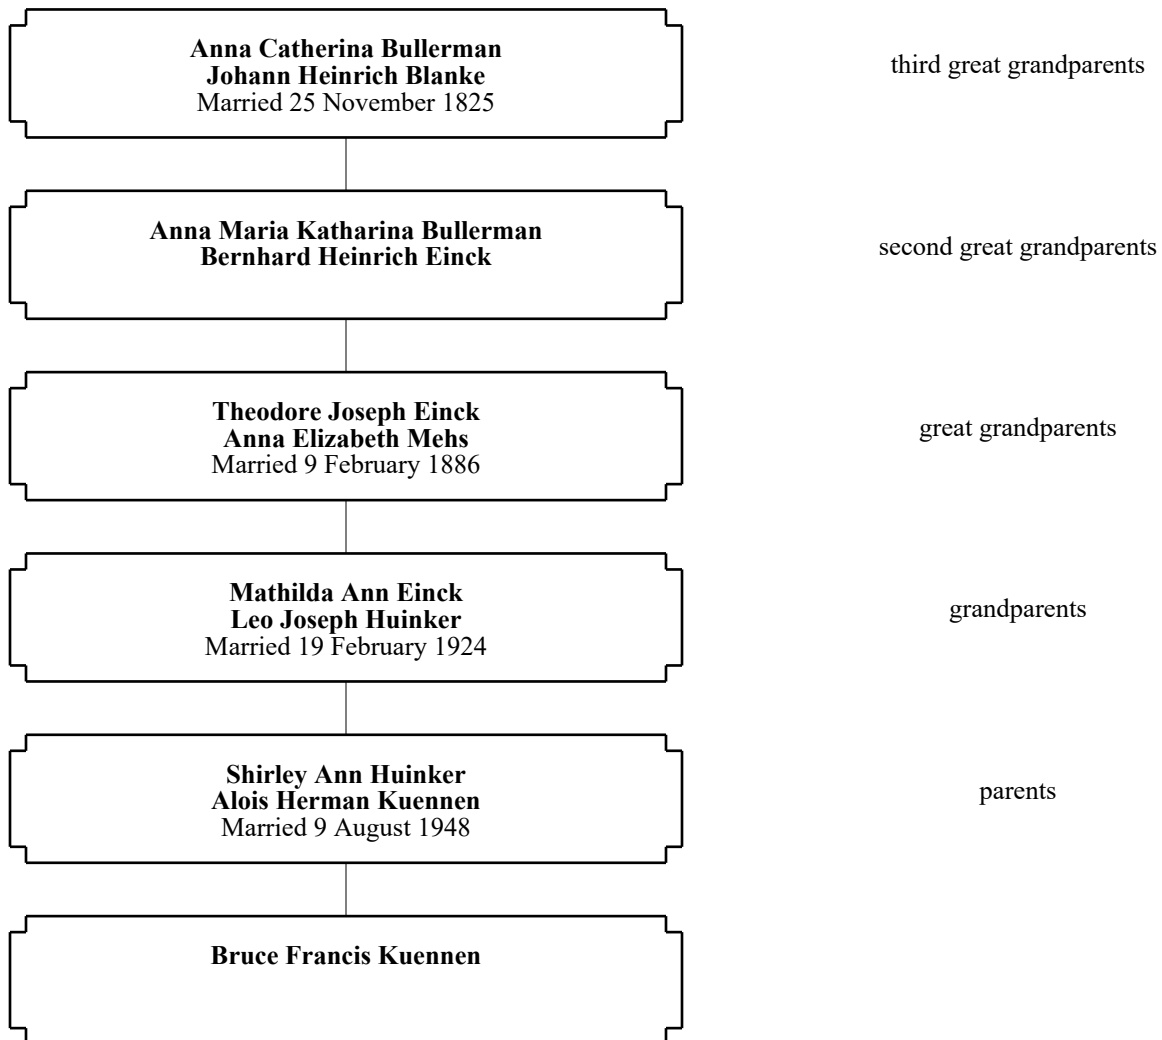 Anna Catherina Bullerman
Johann Heinrich Blanke
Married 25 November 1825
third great grandparents
Anna Maria Katharina Bullerman
Bernhard Heinrich Einck
second great grandparents
Theodore Joseph Einck
Anna Elizabeth Mehs
Married 9 February 1886
great grandparents
Mathilda Ann Einck
Leo Joseph Huinker
Married 19 February 1924
grandparents
Shirley Ann Huinker
Alois Herman Kuennen
Married 9 August 1948
parents
Bruce Francis Kuennen